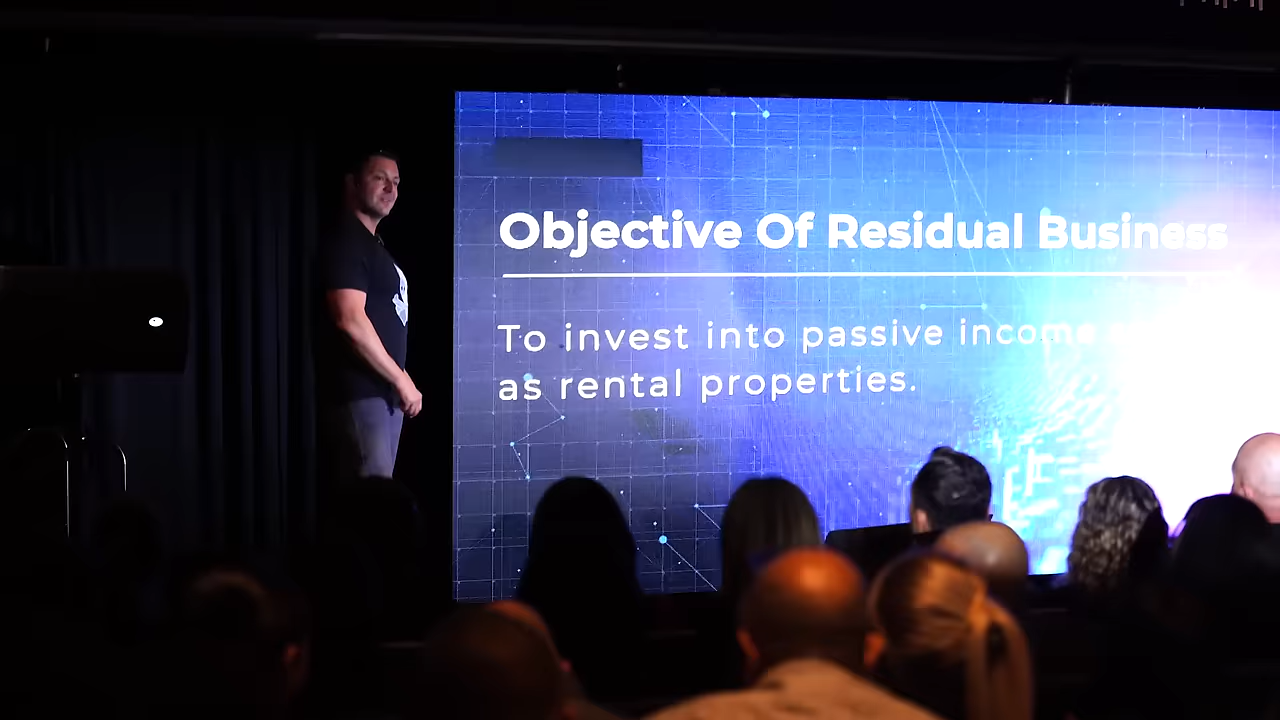 Objective Of Residual Business
To invest into passive income
as rental properties.